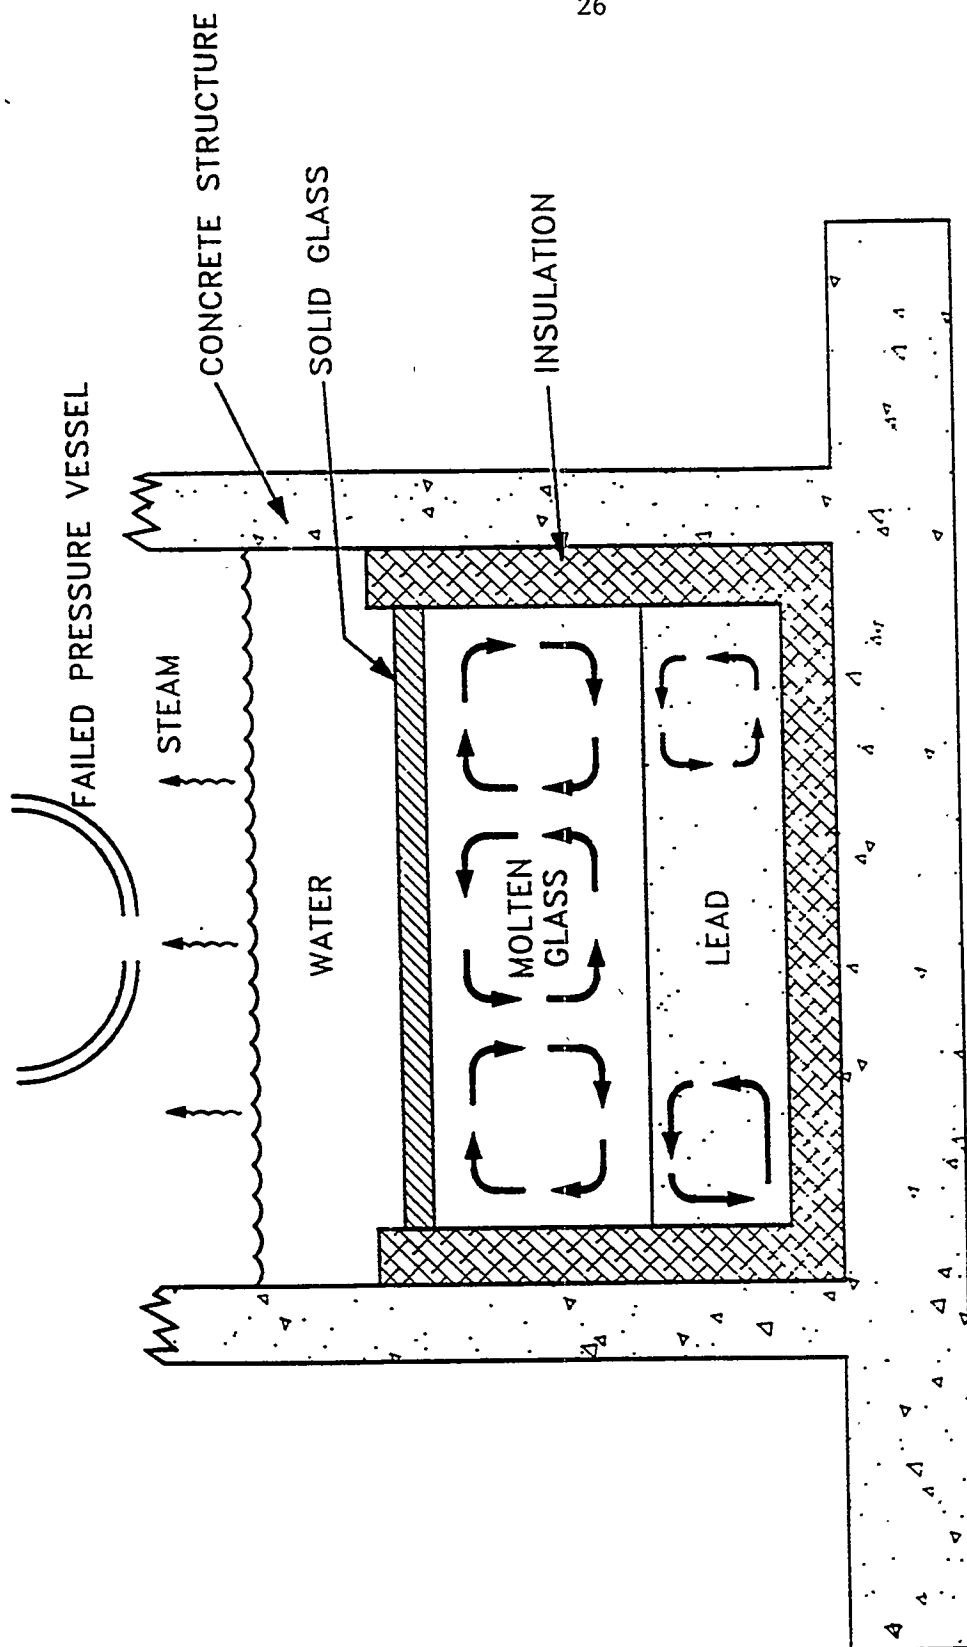 26
FAILED PRESSURE VESSEL
CONCRETE STRUCTURE
STEAM
SOLID GLASS
WATER
INSULATION
MOLTEN
GLASS
LEAD